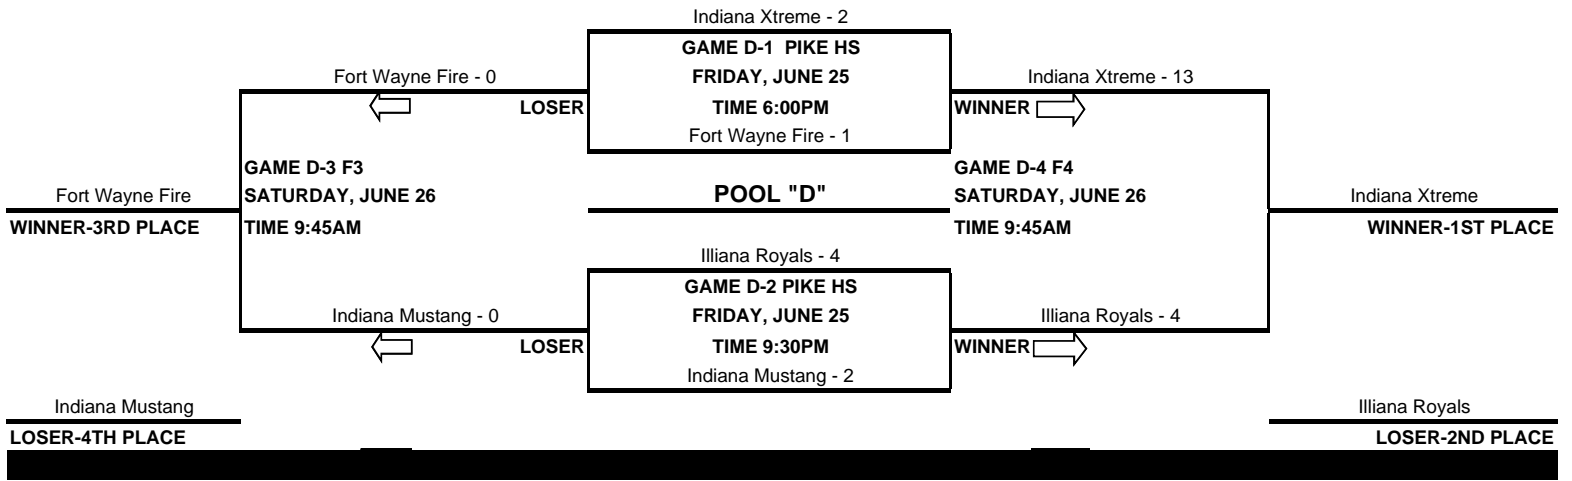 Indiana Xtreme - 2
GAME D-1  PIKE HS
Fort Wayne Fire - 0
FRIDAY, JUNE 25
Indiana Xtreme - 13
LOSER
TIME 6:00PM
WINNER
Fort Wayne Fire - 1
GAME D-3 F3
GAME D-4 F4
Fort Wayne Fire
SATURDAY, JUNE 26
POOL "D"
SATURDAY, JUNE 26
Indiana Xtreme
WINNER-3RD PLACE
TIME 9:45AM
TIME 9:45AM
WINNER-1ST PLACE
Illiana Royals - 4
GAME D-2 PIKE HS
Indiana Mustang - 0
FRIDAY, JUNE 25
Illiana Royals - 4
LOSER
TIME 9:30PM
WINNER
Indiana Mustang - 2
Indiana Mustang
Illiana Royals
LOSER-4TH PLACE
LOSER-2ND PLACE